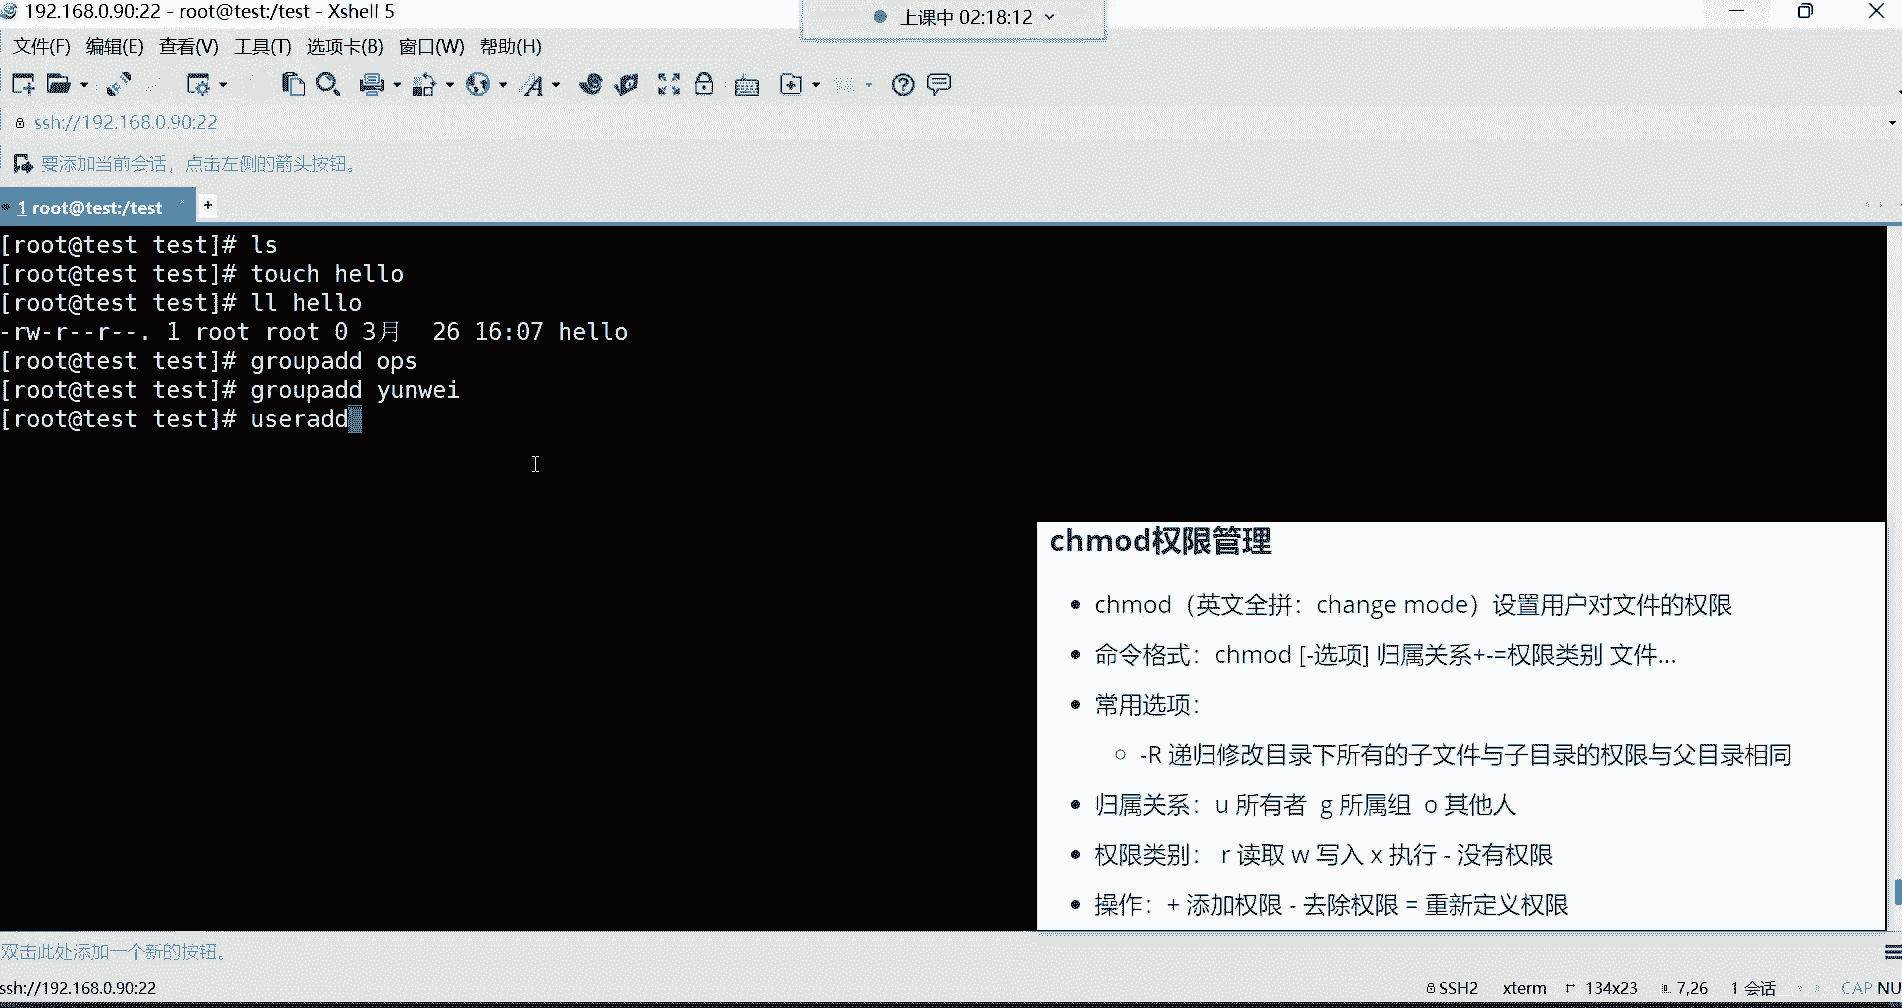 192.168.0.90:22 - root@test:/test - Xshell 5
上课中 02:18:12
文件(F) 编辑(E) 查看(V) 工具(T) 选项卡(B) 窗口(W) 帮助(H)
ssh://192.168.0.90:22
要添加当前会话，点击左侧的箭头按钮。
1 root@test:/test
[root@test test]# ls
[root@test test]# touch hello
[root@test test]# ll hello
-rw-r--r--. 1 root root 0 3月  26 16:07 hello
[root@test test]# groupadd ops
[root@test test]# groupadd yunwei
[root@test test]# useradd
chmod权限管理
• chmod（英文全拼：change mode）设置用户对文件的权限
• 命令格式：chmod [-选项] 归属关系+-=权限类别 文件...
• 常用选项：
○ -R 递归修改目录下所有的子文件与子目录的权限与父目录相同
• 归属关系：u 所有者 g 所属组 o 其他人
• 权限类别： r 读取 w 写入 x 执行 - 没有权限
• 操作：+ 添加权限 - 去除权限 = 重新定义权限
双击此处添加一个新的按钮。
ssh://192.168.0.90:22 SSH2 xterm 134x23 7,26 1 会话 CAP NU